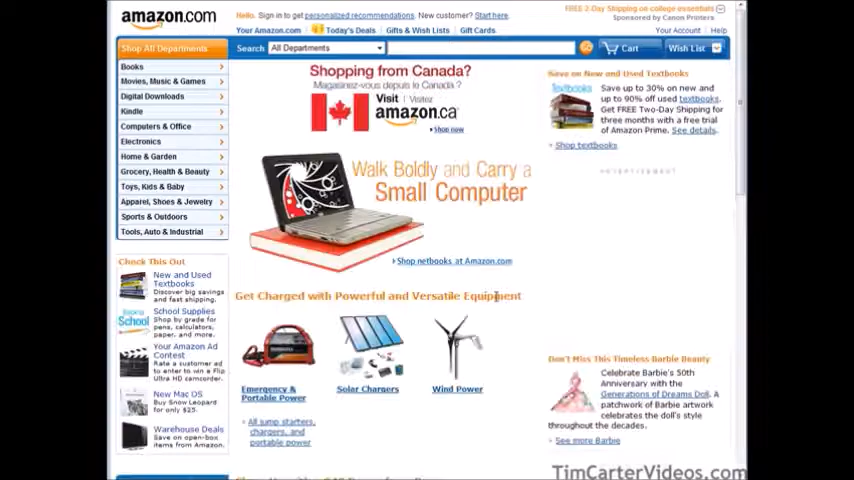 amazon.com
Hello. Sign in to get personalized recommendations. New customer? Start here.
FREE 2-Day Shipping on college essentials
Sponsored by Canon Printers
Your Amazon.com
Today's Deals
Gifts & Wish Lists
Gift Cards
Your Account
Help
Shop All Departments
Search
All Departments
GO
Cart
Wish List
Books
Movies, Music & Games
Digital Downloads
Kindle
Computers & Office
Electronics
Home & Garden
Grocery, Health & Beauty
Toys, Kids & Baby
Apparel, Shoes & Jewelry
Sports & Outdoors
Tools, Auto & Industrial
Check This Out
New and Used
Textbooks
Discover big savings
and fast shipping.
School Supplies
Shop by grade for
pens, calculators,
paper, and more.
Your Amazon Ad
Contest
Rate a customer ad
to enter to win a Flip
Ultra HD camcorder.
New Mac OS
Buy Snow Leopard
for only $25.
Warehouse Deals
Save on open-box
items from Amazon.
Shopping from Canada?
Magasinez-vous depuis le Canada?
Visit | Visitez
amazon.ca
Shop now
Walk Boldly and Carry a
Small Computer
Shop netbooks at Amazon.com
Get Charged with Powerful and Versatile Equipment
Emergency &
Portable Power
Solar Chargers
Wind Power
All jump starters,
chargers, and
portable power
Save on New and Used Textbooks
Textbooks
Save up to 30% on new and
up to 90% off used textbooks.
Get FREE Two-Day Shipping for
three months with a free trial
of Amazon Prime. See details.
Shop textbooks
ADVERTISEMENT
Don't Miss This Timeless Barbie Beauty
Celebrate Barbie's 50th
Anniversary with the
Generations of Dreams Doll. A
patchwork of Barbie artwork
celebrates the doll's style
throughout the decades.
See more Barbie
TimCarterVideos.com